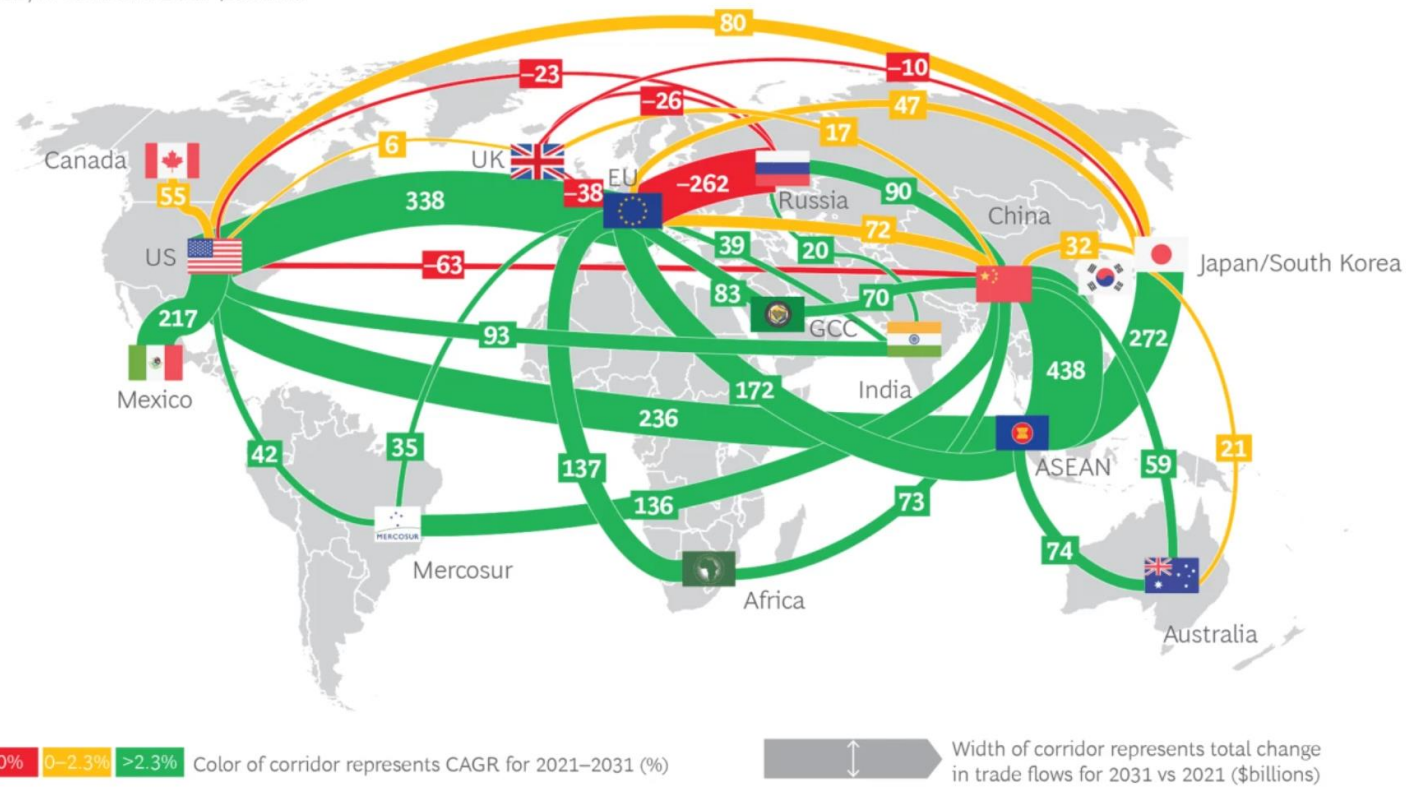 80
–23
–10
–26
47
6
17
Canada
UK
EU
55
–38
–262
Russia
90
338
China
US
–63
39
20
72
32
Japan/South Korea
83
70
217
GCC
93
272
India
438
Mexico
172
236
42
35
ASEAN
21
137
59
136
73
MERCOSUR
74
Mercosur
Africa
Australia
0% 0–2.3% >2.3% Color of corridor represents CAGR for 2021–2031 (%)
Width of corridor represents total change
in trade flows for 2031 vs 2021 ($billions)